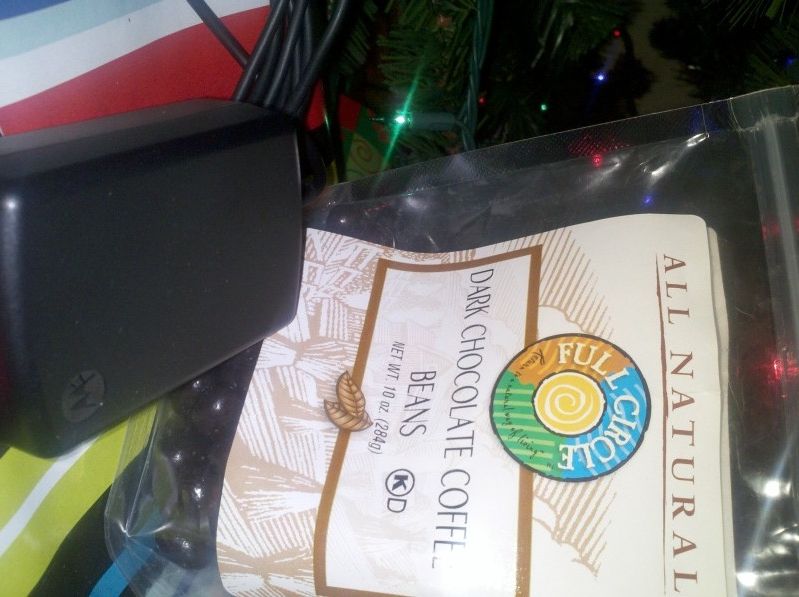 ALL NATURAL
FULL CIRCLE
DARK CHOCOLATE COFFEE
BEANS
NET WT. 10 oz. (284g)
K D